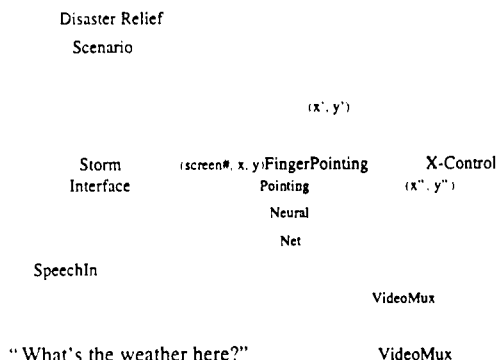 Disaster Relief
Scenario
(x', y')
Storm (screen#, x, y)FingerPointing X-Control
Interface Pointing (x", y")
Neural
Net
SpeechIn
VideoMux
“What's the weather here?” VideoMux